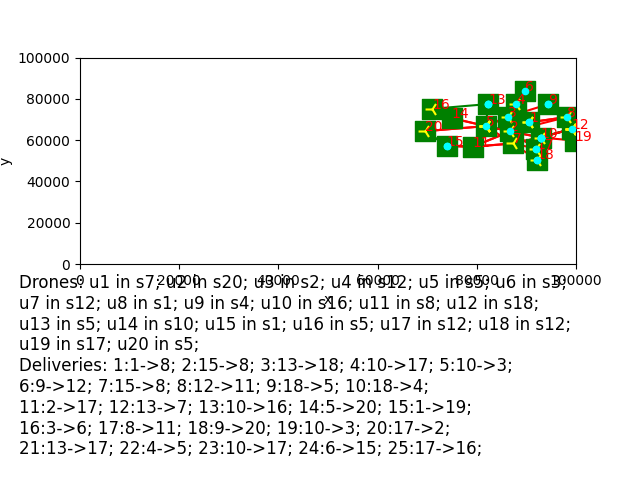 100000
80000
60000
40000
20000
0
y
0 20000 40000 60000 80000 100000
x
6 3
14
12
19
Drones: u1 in s7; u2 in s20; u3 in s2; u4 in s12; u5 in s5; u6 in s3;
u7 in s12; u8 in s1; u9 in s4; u10 in s16; u11 in s8; u12 in s18;
u13 in s5; u14 in s10; u15 in s1; u16 in s5; u17 in s12; u18 in s12;
u19 in s17; u20 in s5;
Deliveries: 1:1->8; 2:15->8; 3:13->18; 4:10->17; 5:10->3;
6:9->12; 7:15->8; 8:12->11; 9:18->5; 10:18->4;
11:2->17; 12:13->7; 13:10->16; 14:5->20; 15:1->19;
16:3->6; 17:8->11; 18:9->20; 19:10->3; 20:17->2;
21:13->17; 22:4->5; 23:10->17; 24:6->15; 25:17->16;